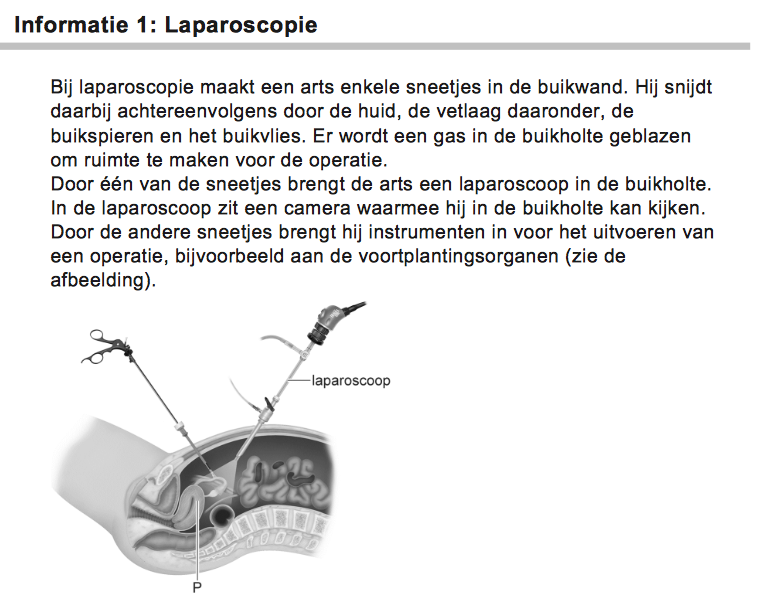 Informatie 1: Laparoscopie
Bij laparoscopie maakt een arts enkele sneetjes in de buikwand. Hij snijdt
daarbij achtereenvolgens door de huid, de vetlaag daaronder, de
buikspieren en het buikvlies. Er wordt een gas in de buikholte geblazen
om ruimte te maken voor de operatie.
Door één van de sneetjes brengt de arts een laparoscoop in de buikholte.
In de laparoscoop zit een camera waarmee hij in de buikholte kan kijken.
Door de andere sneetjes brengt hij instrumenten in voor het uitvoeren van
een operatie, bijvoorbeeld aan de voortplantingsorganen (zie de
afbeelding).
laparoscoop
P